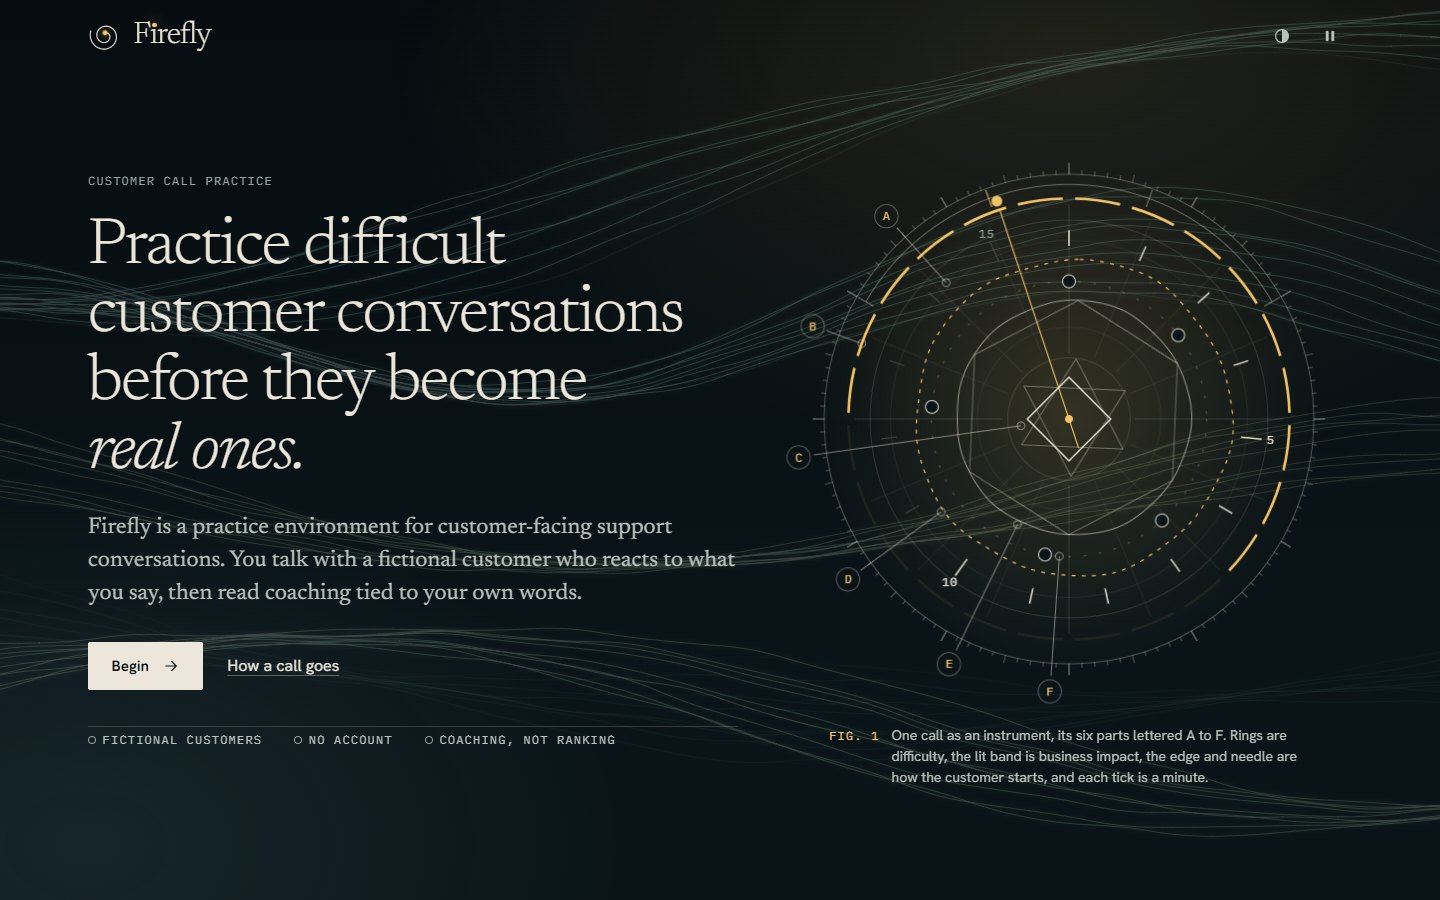 Firefly
CUSTOMER CALL PRACTICE
Practice difficult
customer conversations
before they become
real ones.
Firefly is a practice environment for customer-facing support
conversations. You talk with a fictional customer who reacts to what
you say, then read coaching tied to your own words.
Begin →
How a call goes
FICTIONAL CUSTOMERS
NO ACCOUNT
COACHING, NOT RANKING
A
15
B
5
C
10
D
E
F
FIG. 1 One call as an instrument, its six parts lettered A to F. Rings are
difficulty, the lit band is business impact, the edge and needle are
how the customer starts, and each tick is a minute.